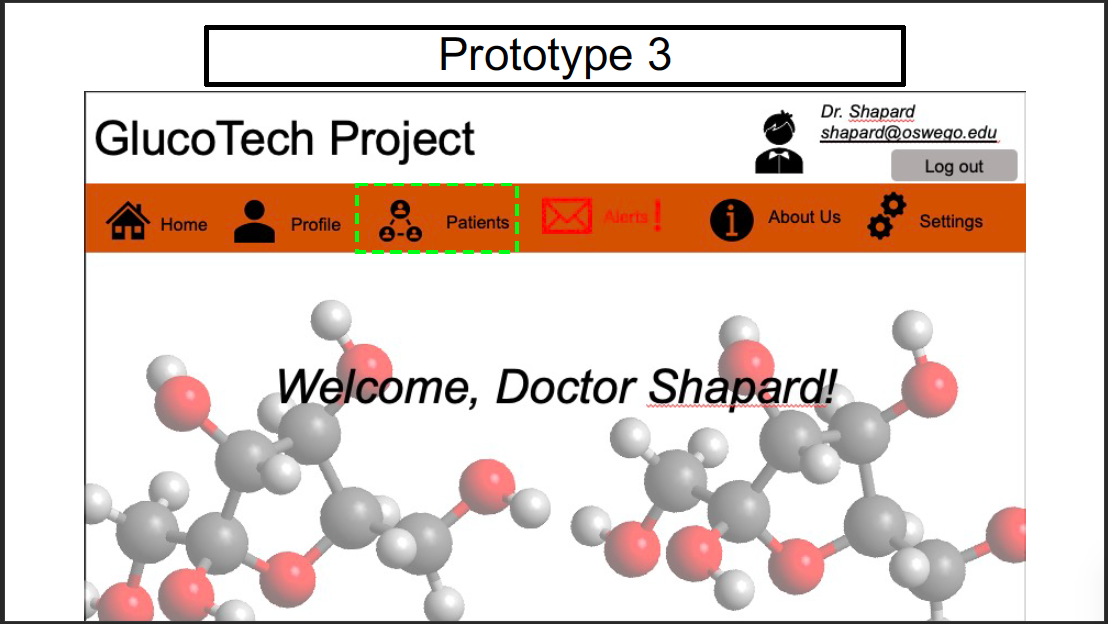 Prototype 3
GlucoTech Project
Dr. Shapard
shapard@oswego.edu
Log out
Home Profile Patients Alerts! About Us Settings
Welcome, Doctor Shapard!